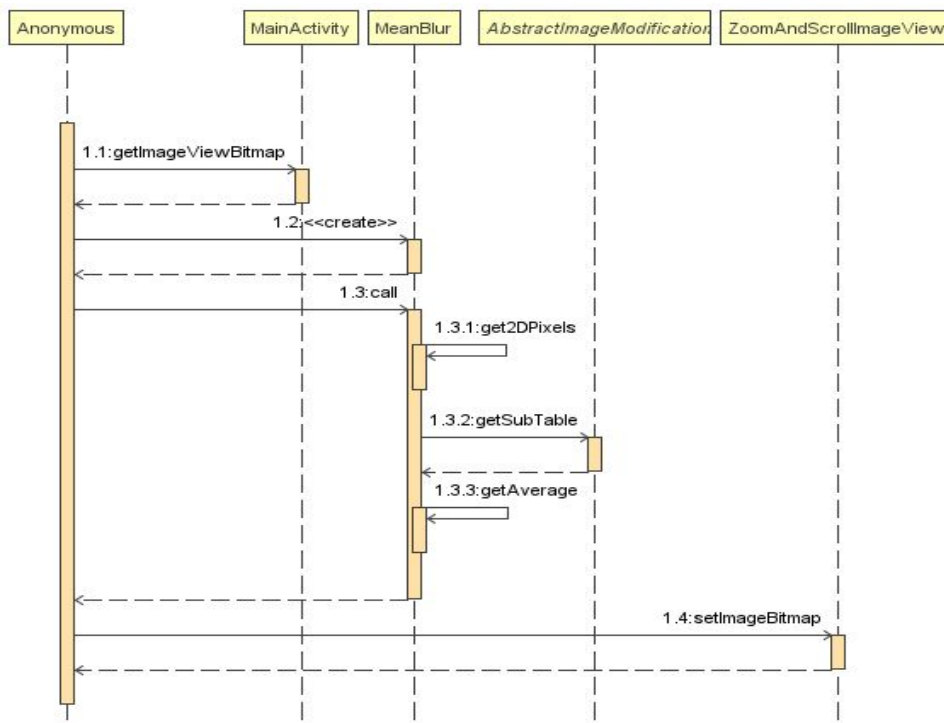 Anonymous
MainActivity
MeanBlur
AbstractImageModification
ZoomAndScrollImageView
1.1:getImageViewBitmap
1.2:<<create>>
1.3:call
1.3.1:get2DPixels
1.3.2:getSubTable
1.3.3:getAverage
1.4:setImageBitmap